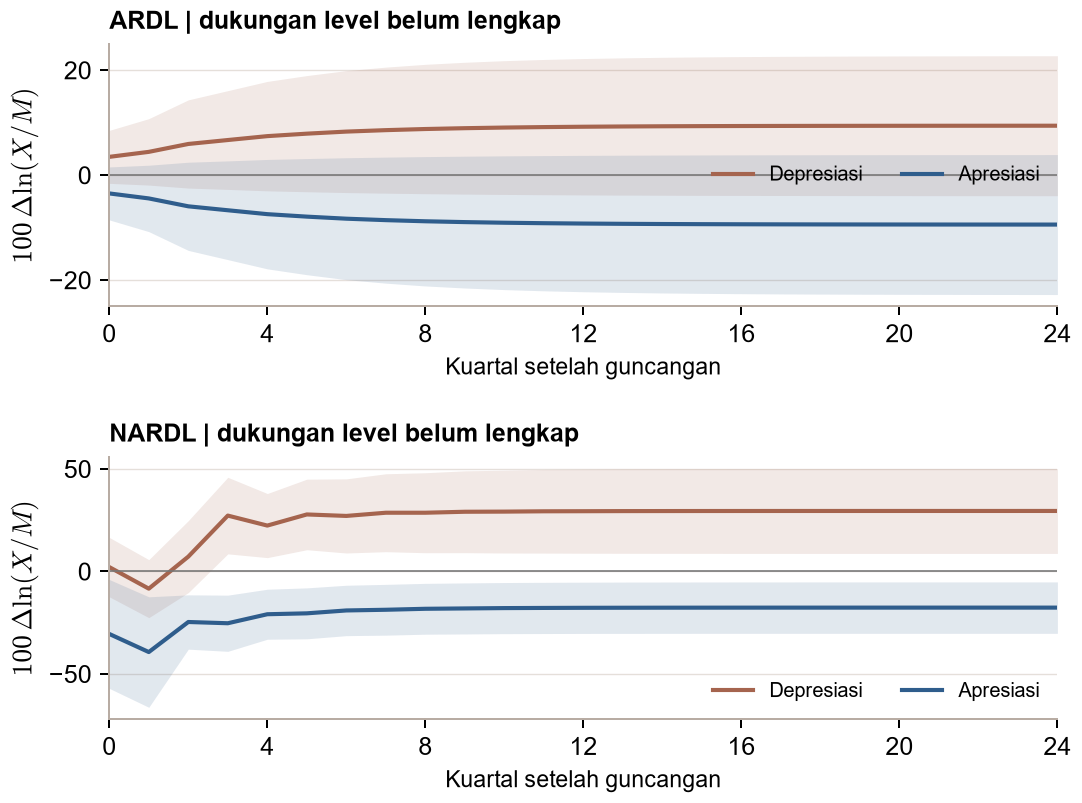 ARDL | dukungan level belum lengkap
100 Δln(X/M)
20
0
−20
Depresiasi Apresiasi
0 4 8 12 16 20 24
Kuartal setelah guncangan
NARDL | dukungan level belum lengkap
100 Δln(X/M)
50
0
−50
Depresiasi Apresiasi
0 4 8 12 16 20 24
Kuartal setelah guncangan